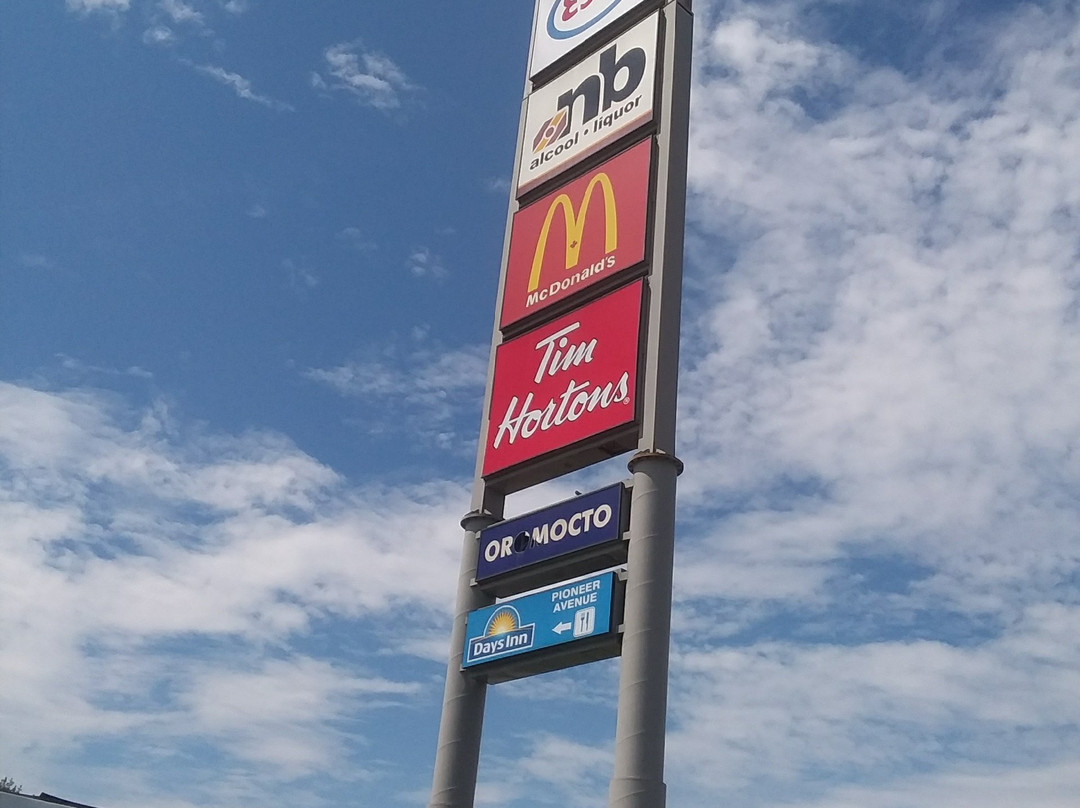 nb
alcool • liquor
McDonald's
Tim
Hortons
OROMOCTO
PIONEER
AVENUE
Days Inn